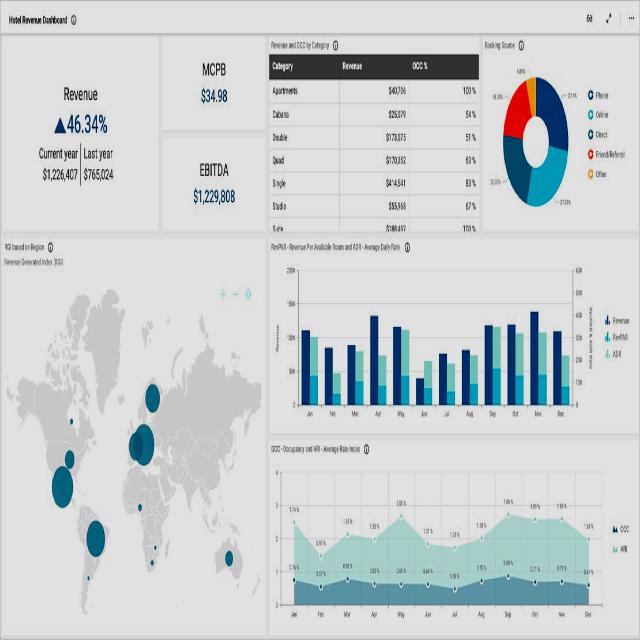 Hotel Revenue Dashboard
Revenue
▲46.34%
Current year | Last year
$1,226,407 | $765,024
MCPB
$34.98
EBITDA
$1,229,808
Revenue and OCC by Category
Category Revenue OCC %
Apartments $40,706 100 %
Cabana $25,079 54 %
Double $173,075 51 %
Quad $170,352 63 %
Single $414,541 83 %
Studio $55,968 67 %
Suite $188,497 100 %
Booking Source
Phone
Online
Direct
Friend/Referral
Other
RGI based on Region
Revenue Generated Index (RGI)
RevPAR - Revenue Per Available Room and ADR - Average Daily Rate
200K
150K
100K
50K
0
600
500
400
300
200
100
0
Revenue
RevPAR & ADR Rate
Jan Feb Mar Apr May Jun Jul Aug Sep Oct Nov Dec
Revenue
RevPAR
ADR
OCC - Occupancy and ARI - Average Rate Index
4
3
2
1
0
Jan Feb Mar Apr May Jun Jul Aug Sep Oct Nov Dec
OCC
ARI